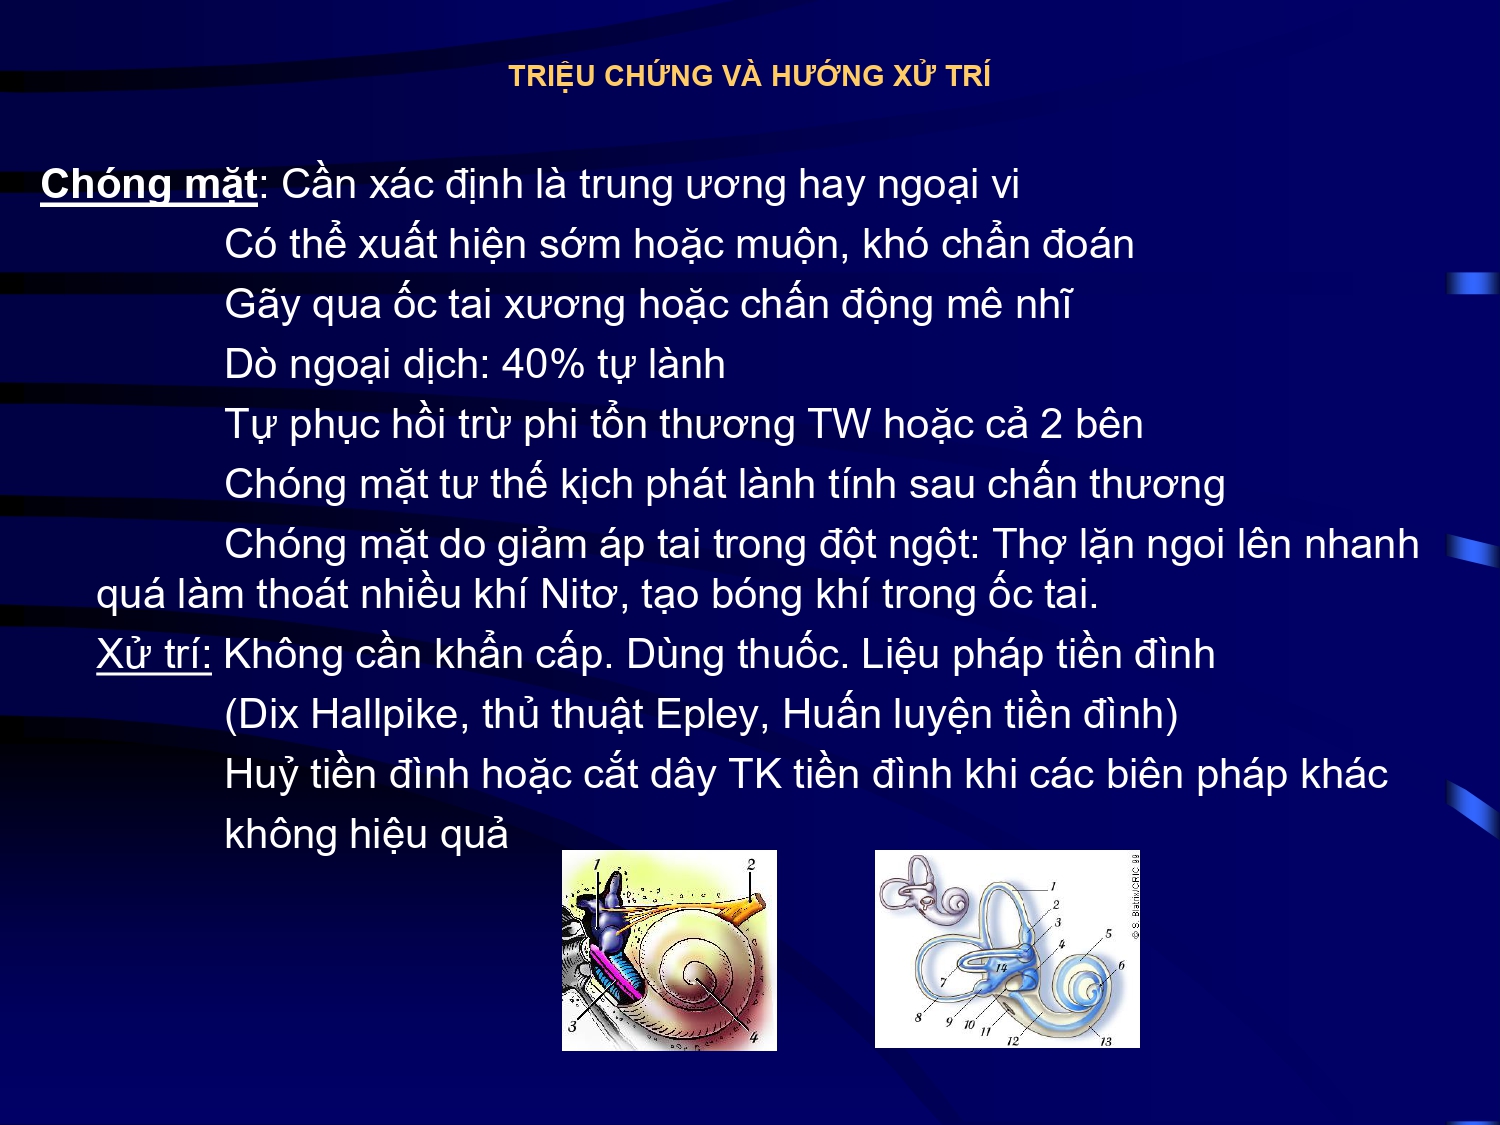 TRIỆU CHỨNG VÀ HƯỚNG XỬ TRÍ
Chóng mặt: Cần xác định là trung ương hay ngoại vi
Có thể xuất hiện sớm hoặc muộn, khó chẩn đoán
Gãy qua ốc tai xương hoặc chấn động mê nhĩ
Dò ngoại dịch: 40% tự lành
Tự phục hồi trừ phi tổn thương TW hoặc cả 2 bên
Chóng mặt tư thế kịch phát lành tính sau chấn thương
Chóng mặt do giảm áp tai trong đột ngột: Thợ lặn ngoi lên nhanh
quá làm thoát nhiều khí Nitơ, tạo bóng khí trong ốc tai.
Xử trí: Không cần khẩn cấp. Dùng thuốc. Liệu pháp tiền đình
(Dix Hallpike, thủ thuật Epley, Huấn luyện tiền đình)
Huỷ tiền đình hoặc cắt dây TK tiền đình khi các biên pháp khác
không hiệu quả
1 2
3 4
1
2
3
4 5
6
14
7
8 9 10 11
12 13
© S. Blatrix/CRIC 99